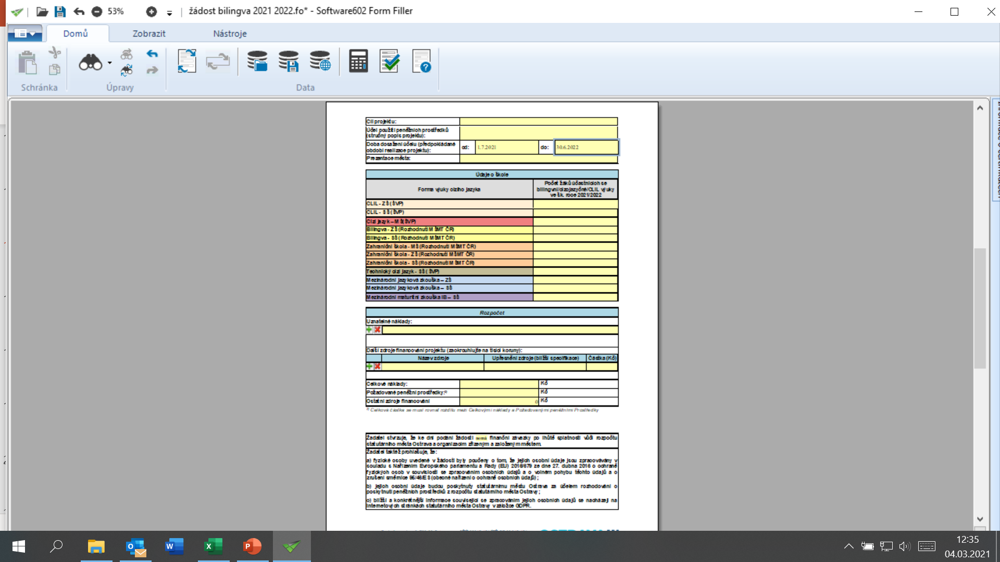 53%
žádost bilingva 2021 2022.fo* - Software602 Form Filler
Domů
Zobrazit
Nástroje
Schránka
Úpravy
Data
Cíl projektu:
Účel použití peněžních prostředků
(stručný popis projektu):
Doba dosažení účelu (předpokládané
období realizace projektu):
od:
1.7.2021
do:
30.6.2022
Prezentace města:
Údaje o škole
Forma výuky cizího jazyka
Počet žáků účastnících se
bilingvní/cizojazyčné/CLIL výuky
ve šk. roce 2021/2022
CLIL - ZŠ (ŠVP)
CLIL - SŠ (ŠVP)
Cizí jazyk – MŠ(ŠVP)
Bilingva - ZŠ (Rozhodnutí MŠMT ČR)
Bilingva - SŠ (Rozhodnutí MŠMT ČR)
Zahraniční škola - MŠ (Rozhodnutí MŠMT ČR)
Zahraniční škola - ZŠ (Rozhodnutí MŠMT ČR)
Zahraniční škola - SŠ (Rozhodnutí MŠMT ČR)
Technický cizí jazyk - SŠ ( ŠVP)
Mezinárodní jazyková zkouška – ZŠ
Mezinárodní jazyková zkouška – SŠ
Mezinárodní maturitní zkouška IB – SŠ
Rozpočet
Uznatelné náklady:
Další zdroje financování projektu (zaokrouhlujte na tisíci koruny):
Název zdroje
Upřesnění zdroje (bližší specifikace)
Částka (Kč)
Celkové náklady:
Kč
Požadované peněžní prostředky:²⁾
Kč
Ostatní zdroje financování
0
Kč
Celková částka se musí rovnat rozdílu mezi Celkovými náklady a Požadovanými peněžními Prostředky
Žadatel stvrzuje, že ke dni podání žádosti nemá finanční závazky po lhůtě splatnosti vůči rozpočtu
statutárního města Ostrava a organizacím zřízeným a založeným městem.
Žadatel taktéž prohlašuje, že:
a) fyzické osoby uvedené v žádosti byly poučeny o tom, že jejich osobní údaje jsou zpracovávány v
souladu s Nařízením Evropského parlamentu a Rady (EU) 2016/679 ze dne 27. dubna 2016 o ochraně
fyzických osob v souvislosti se zpracováním osobních údajů a o volném pohybu těchto údajů a o
zrušení směrnice 95/46/ES (obecné nařízení o ochraně osobních údajů) ;
b) jejich osobní údaje budou poskytnuty statutárnímu městu Ostrava za účelem rozhodování o
poskytnutí peněžních prostředků z rozpočtu statutárního města Ostravy ;
c) bližší a konkrétnější informace související se zpracováním jejich osobních údajů se nacházejí na
internetových stránkách statutárního města Ostravy v záložce GDPR.
12:35
04.03.2021